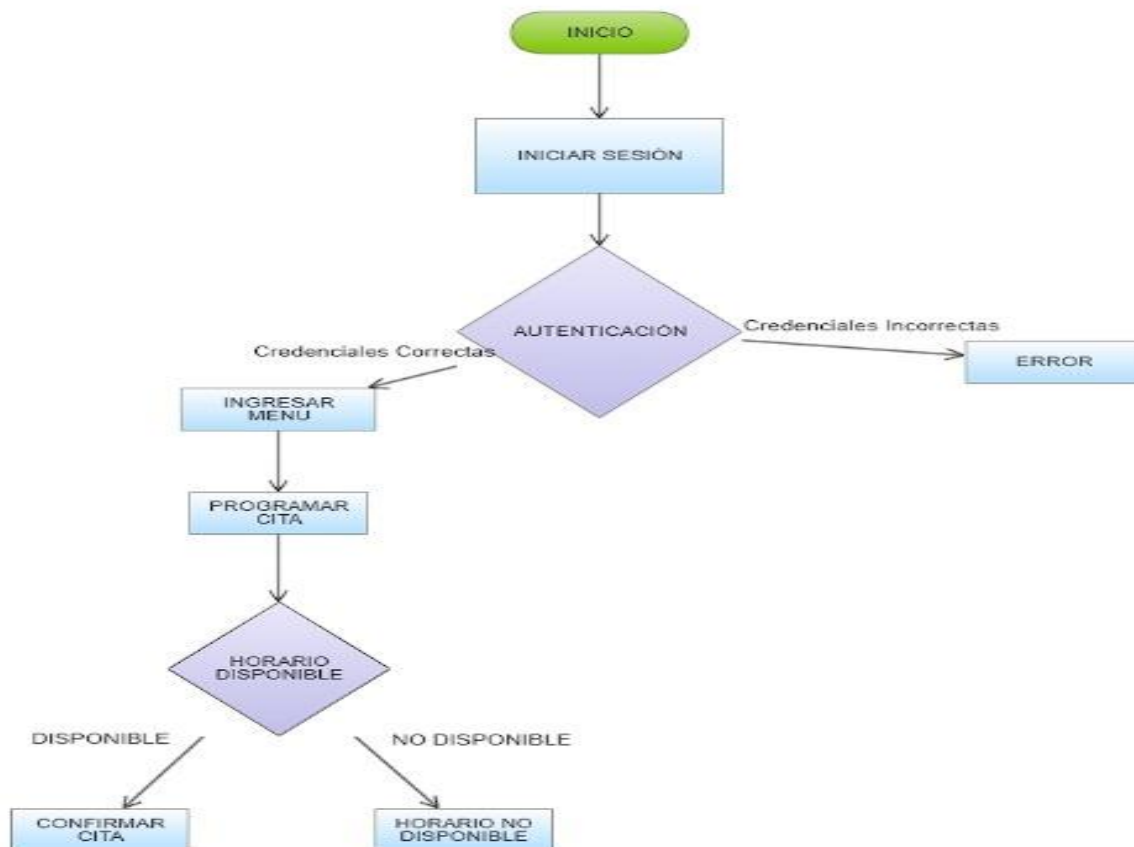 INICIO
INICIAR SESIÓN
AUTENTICACIÓN
Credenciales Incorrectas
Credenciales Correctas
ERROR
INGRESAR
MENU
PROGRAMAR
CITA
HORARIO
DISPONIBLE
DISPONIBLE
NO DISPONIBLE
CONFIRMAR
CITA
HORARIO NO
DISPONIBLE